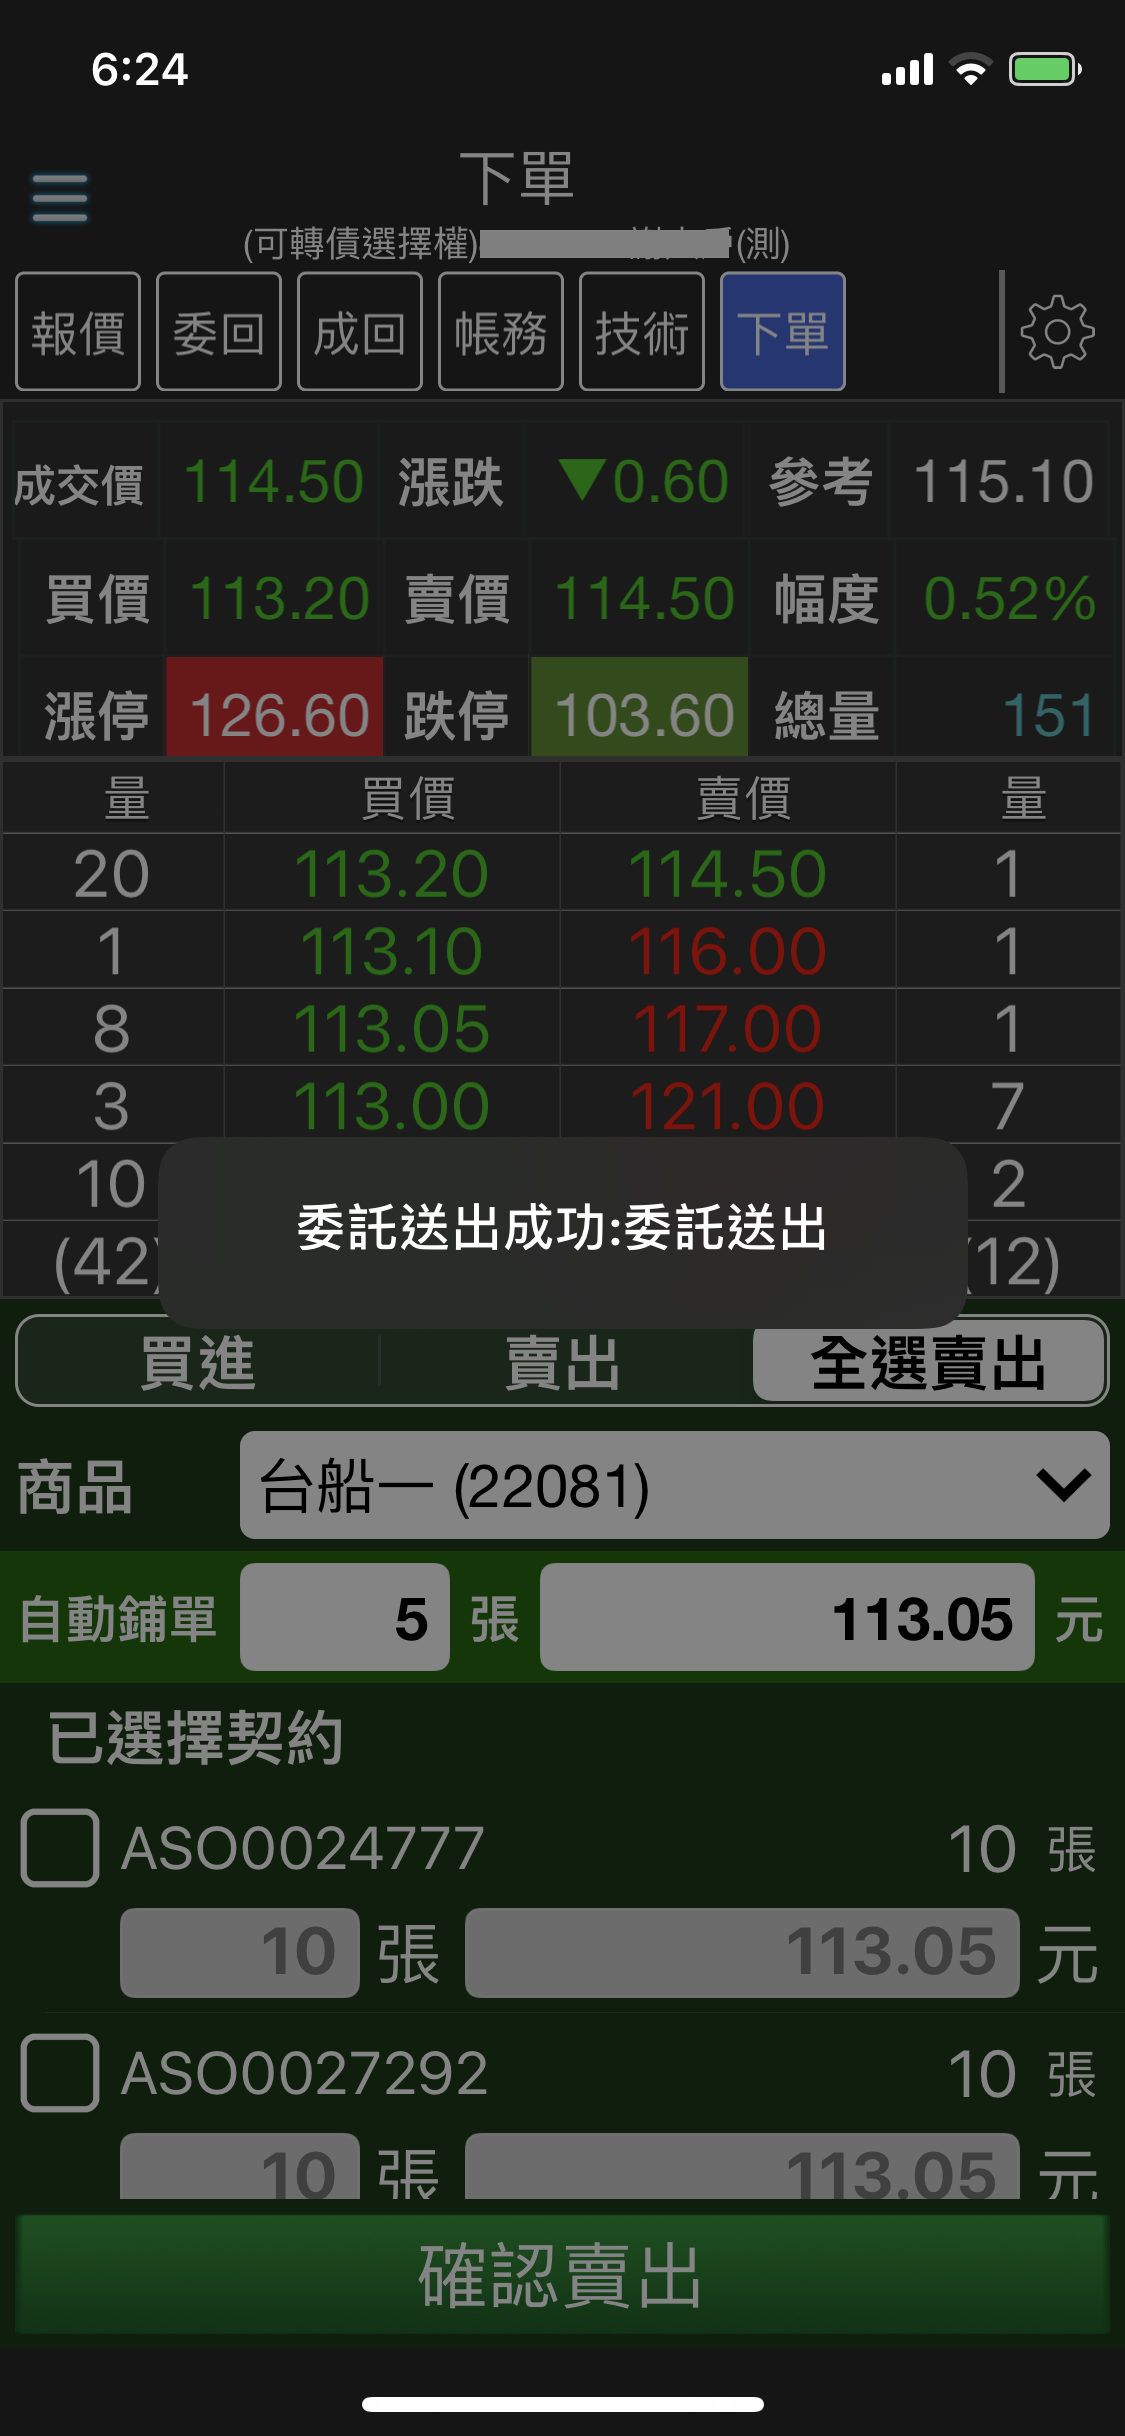 6:24
下單
(可轉債選擇權) (測)
報價 委回 成回 帳務 技術 下單
成交價 114.50 漲跌 ▼0.60 參考 115.10
買價 113.20 賣價 114.50 幅度 0.52%
漲停 126.60 跌停 103.60 總量 151
量 買價 賣價 量
20 113.20 114.50 1
1 113.10 116.00 1
8 113.05 117.00 1
3 113.00 121.00 7
10 2
(42) (12)
委託送出成功:委託送出
買進 賣出 全選賣出
商品 台船一 (22081)
自動鋪單 5 張 113.05 元
已選擇契約
ASO0024777 10 張
10 張 113.05 元
ASO0027292 10 張
10 張 113.05 元
確認賣出